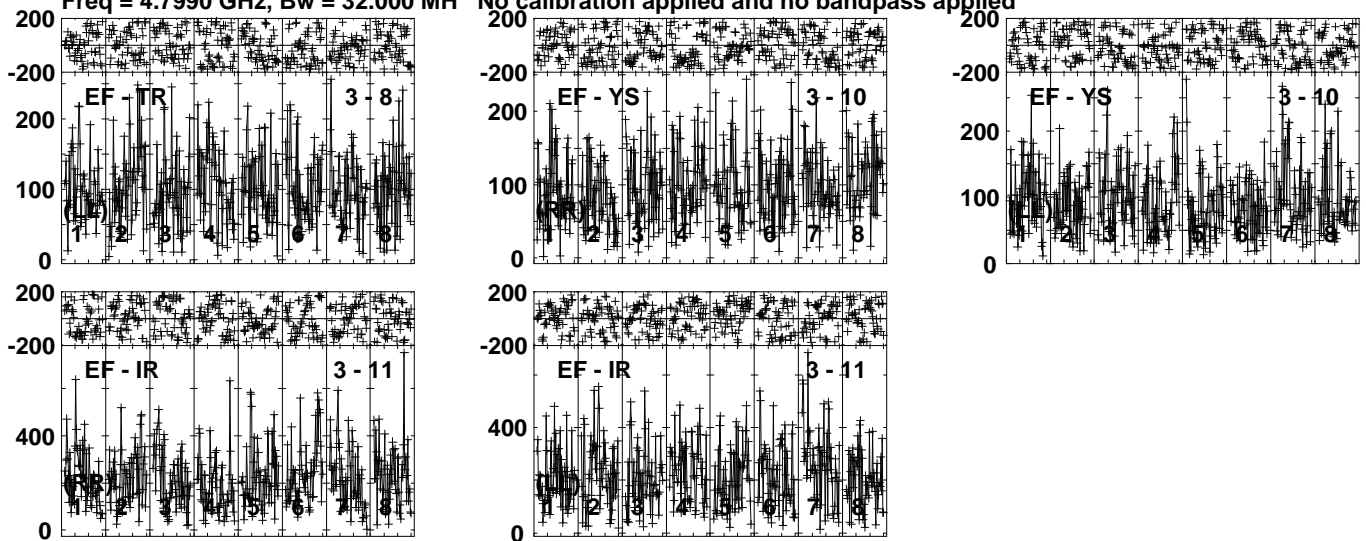 Freq = 4.7990 GHz, Bw = 32.000 MH No calibration applied and no bandpass applied
200
-200
EF - TR 3 - 8
200
100
0
(LL)
1 2 3 4 5 6 7 8
EF - YS 3 - 10
200
100
0
(RR)
1 2 3 4 5 6 7 8
200
-200
EF - YS 3 - 10
200
100
0
(LL)
1 2 3 4 5 6 7 8
200
-200
200
-200
EF - IR 3 - 11
400
0
(RR)
1 2 3 4 5 6 7 8
200
-200
EF - IR 3 - 11
400
0
(LL)
1 2 3 4 5 6 7 8